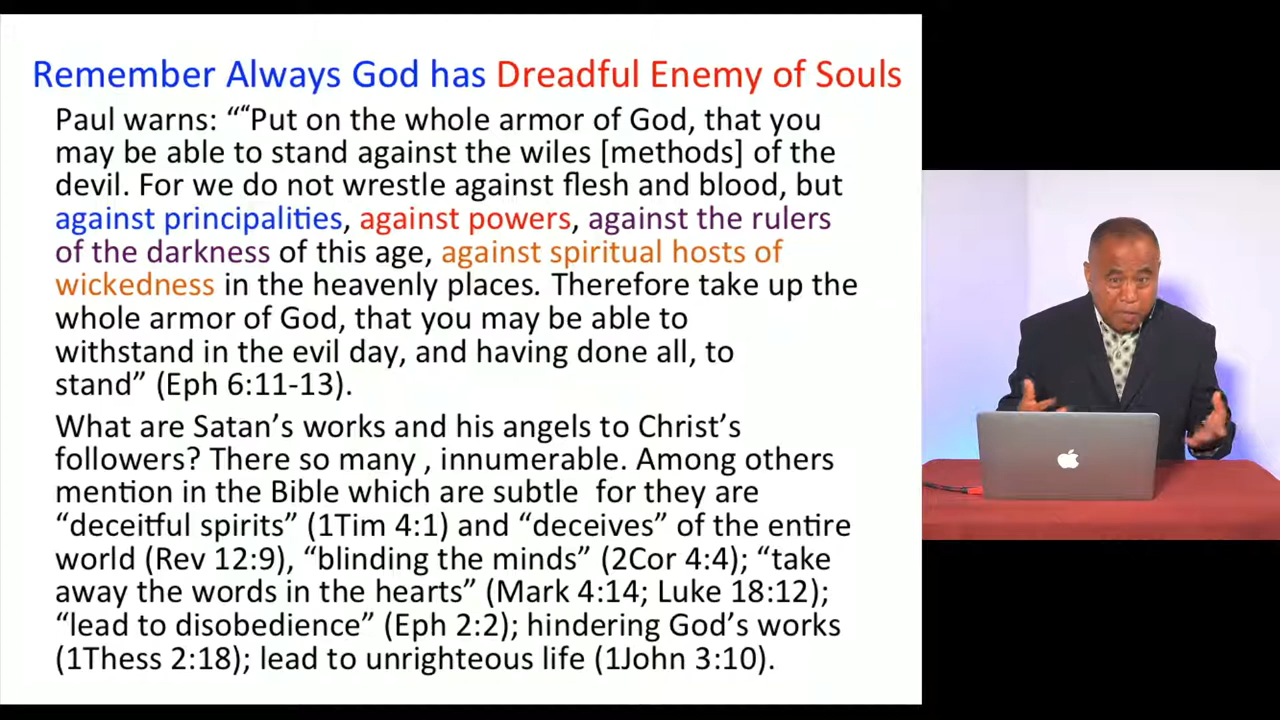 Remember Always God has Dreadful Enemy of Souls
Paul warns: ““Put on the whole armor of God, that you
may be able to stand against the wiles [methods] of the
devil. For we do not wrestle against flesh and blood, but
against principalities, against powers, against the rulers
of the darkness of this age, against spiritual hosts of
wickedness in the heavenly places. Therefore take up the
whole armor of God, that you may be able to
withstand in the evil day, and having done all, to
stand” (Eph 6:11-13).
What are Satan’s works and his angels to Christ’s
followers? There so many , innumerable. Among others
mention in the Bible which are subtle  for they are
“deceitful spirits” (1Tim 4:1) and “deceives” of the entire
world (Rev 12:9), “blinding the minds” (2Cor 4:4); “take
away the words in the hearts” (Mark 4:14; Luke 18:12);
“lead to disobedience” (Eph 2:2); hindering God’s works
(1Thess 2:18); lead to unrighteous life (1John 3:10).